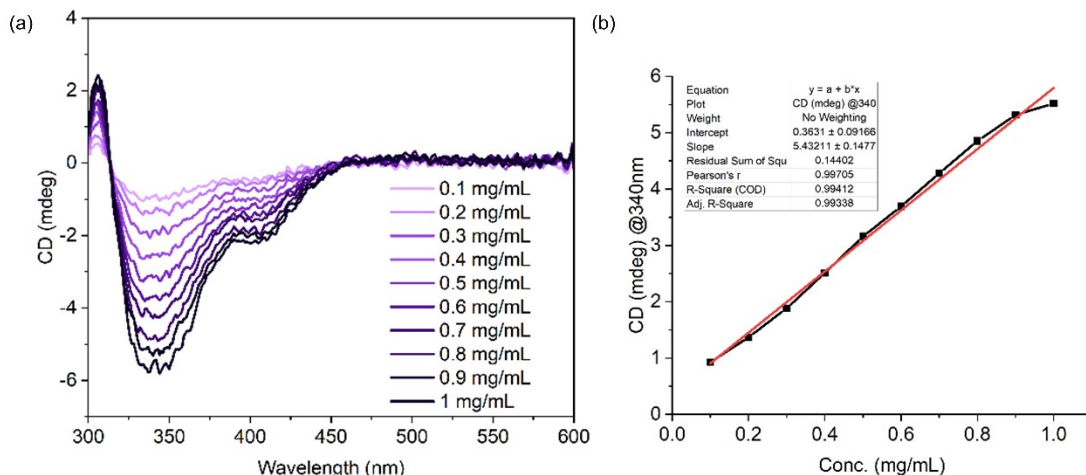 (a)
CD (mdeg)
4
2
0
-2
-4
-6
300
350
400
450
500
550
600
Wavelength (nm)
0.1 mg/mL
0.2 mg/mL
0.3 mg/mL
0.4 mg/mL
0.5 mg/mL
0.6 mg/mL
0.7 mg/mL
0.8 mg/mL
0.9 mg/mL
1 mg/mL
(b)
CD (mdeg) @340nm
6
5
4
3
2
1
0
Equation y = a + b*x
Plot CD (mdeg) @340
Weight No Weighting
Intercept 0.3631 ± 0.09166
Slope 5.43211 ± 0.1477
Residual Sum of Squ 0.14402
Pearson's r 0.99705
R-Square (COD) 0.99412
Adj. R-Square 0.99338
0.0
0.2
0.4
0.6
0.8
1.0
Conc. (mg/mL)